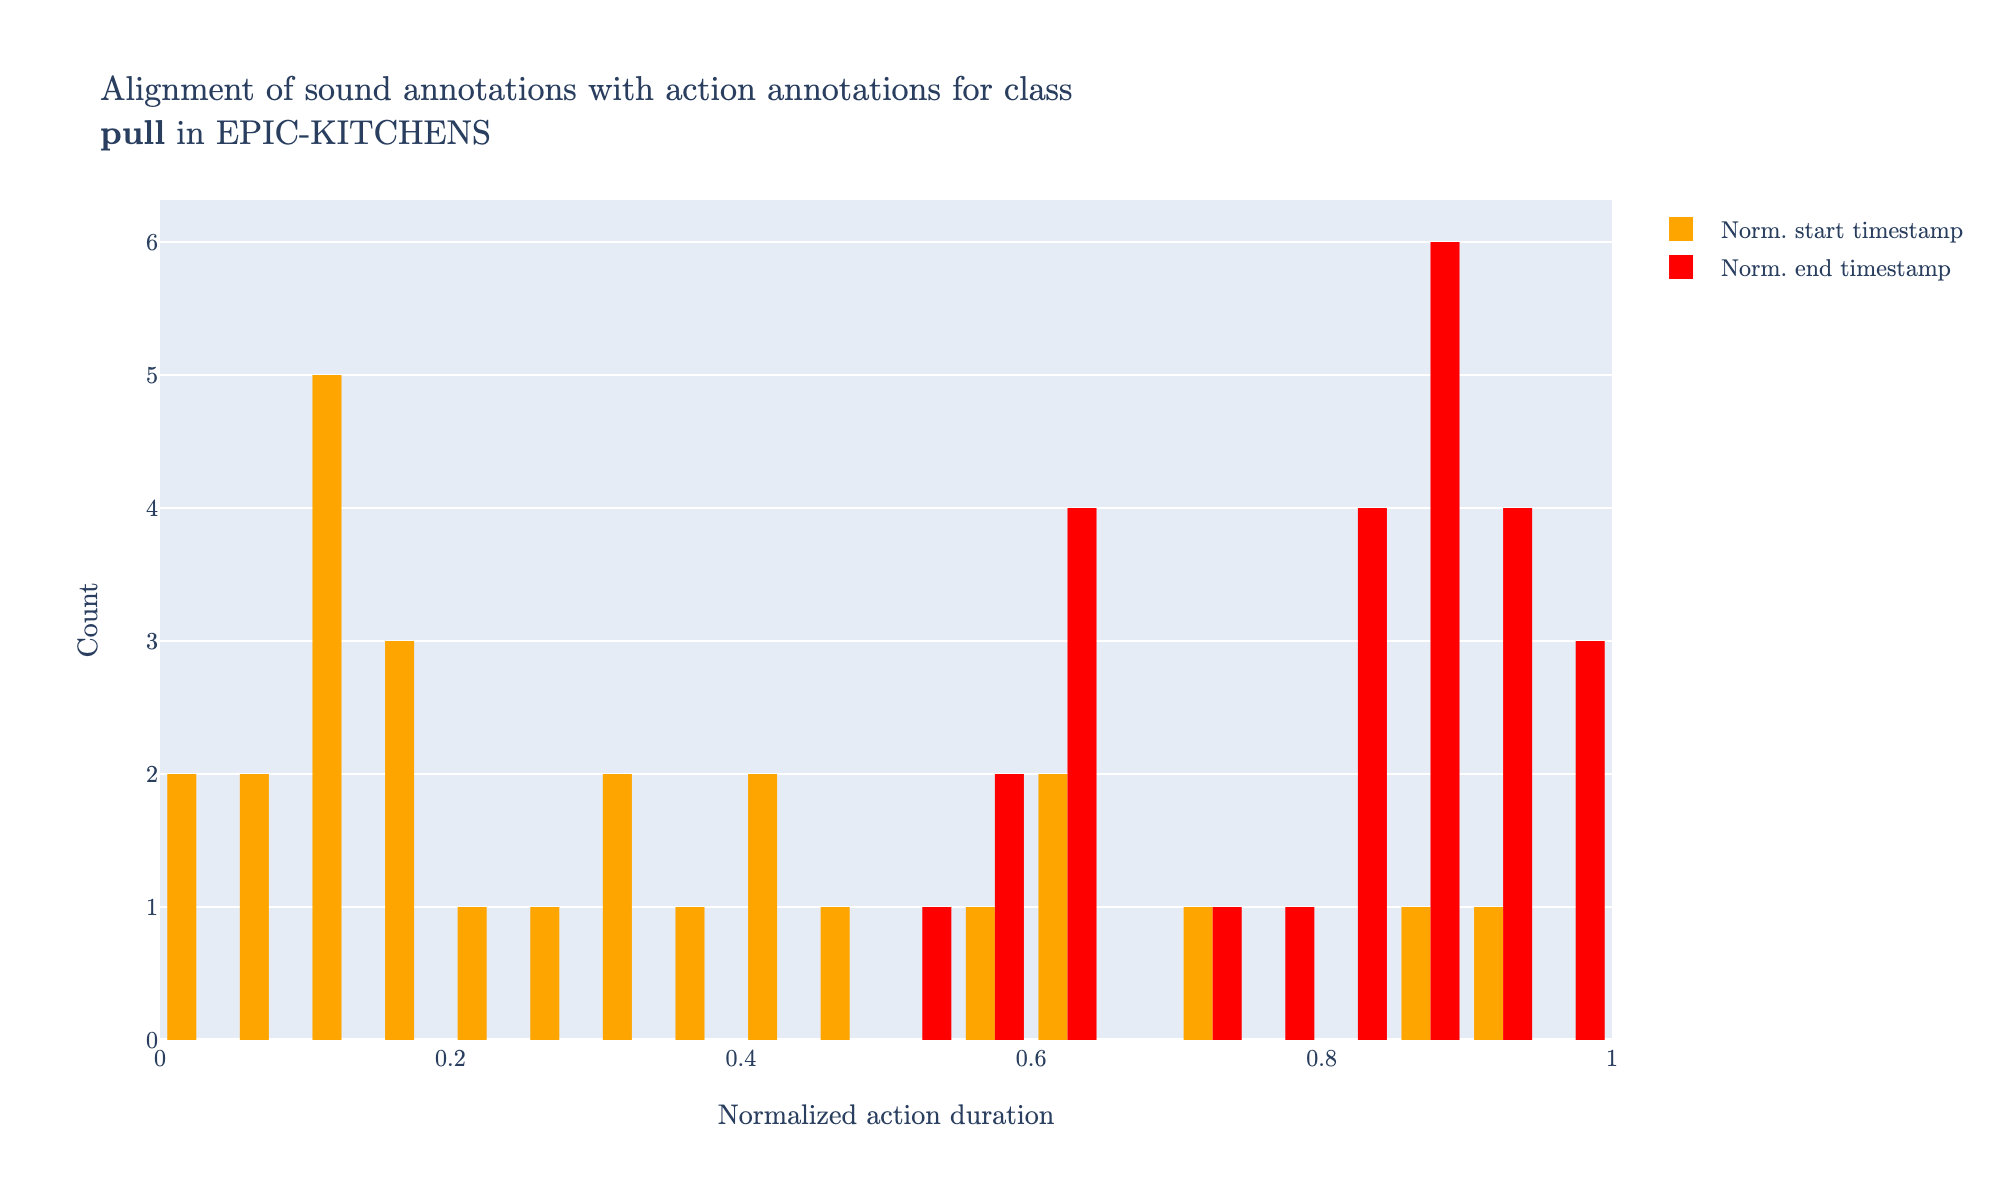 Alignment of sound annotations with action annotations for class
pull in EPIC-KITCHENS
Norm. start timestamp
Norm. end timestamp
6
5
4
3
2
1
0
Count
0 0.2 0.4 0.6 0.8 1
Normalized action duration